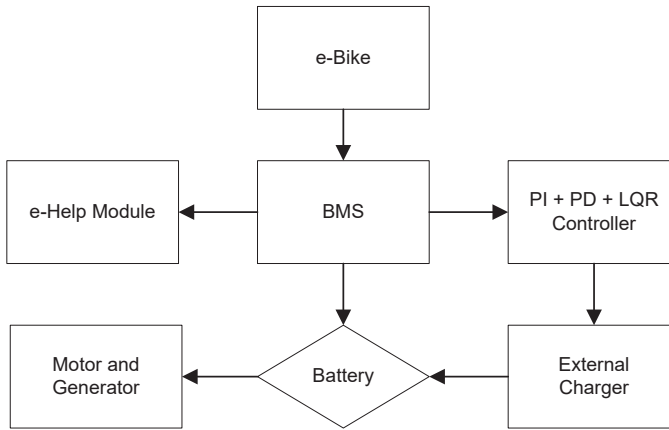 e-Bike
e-Help Module
BMS
PI + PD + LQR
Controller
Motor and
Generator
Battery
External
Charger